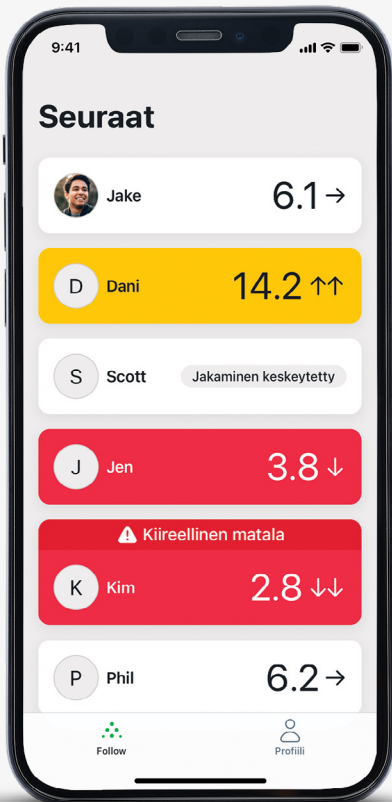 9:41
Seuraat
Jake 6.1 →
D Dani 14.2 ↑↑
S Scott Jakaminen keskeytetty
J Jen 3.8 ↓
Kiireellinen matala
K Kim 2.8 ↓↓
P Phil 6.2 →
Follow Profiili